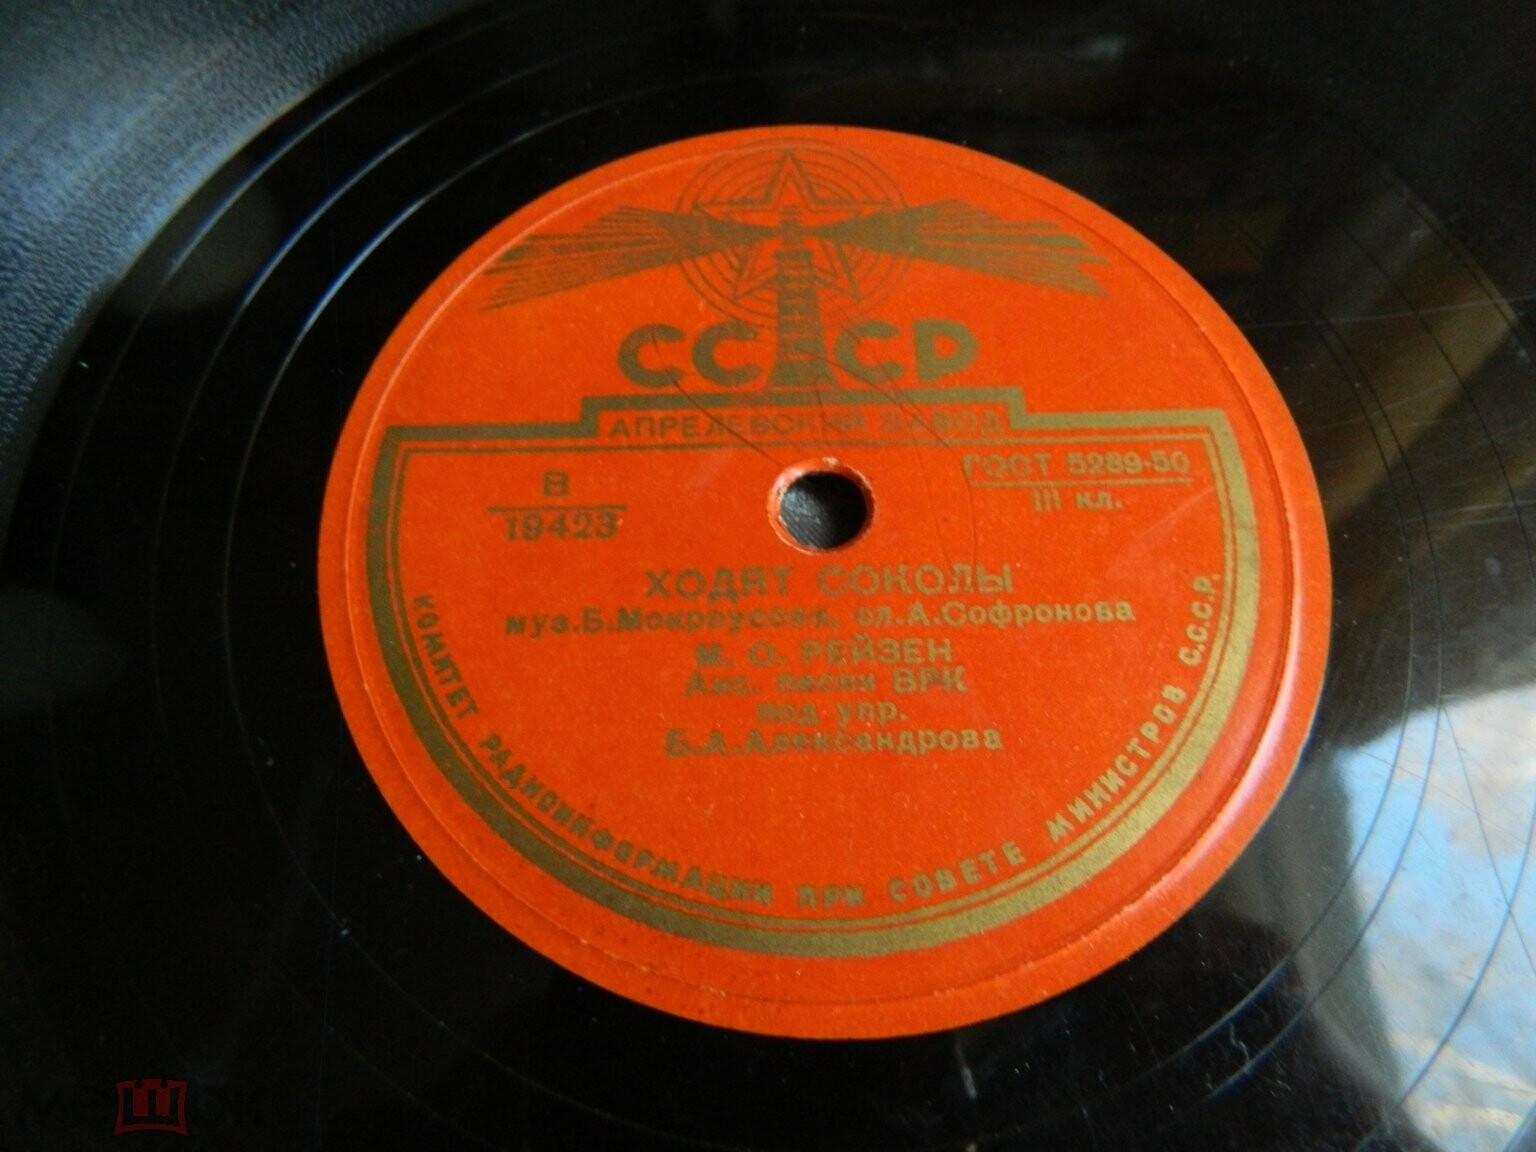 СССР
АПРЕЛЕВСКИЙ ЗАВОД
В
19423
ГОСТ 5289-50
III кл.
ХОДЯТ СОКОЛЫ
муз.Б.Мокроусова, сл.А.Софронова
М. О. РЕЙЗЕН
Анс. песни ВРК
под упр.
Б.А.Александрова
КОМИТЕТ РАДИОИНФОРМАЦИИ ПРИ СОВЕТЕ МИНИСТРОВ С.С.С.Р.
мешок